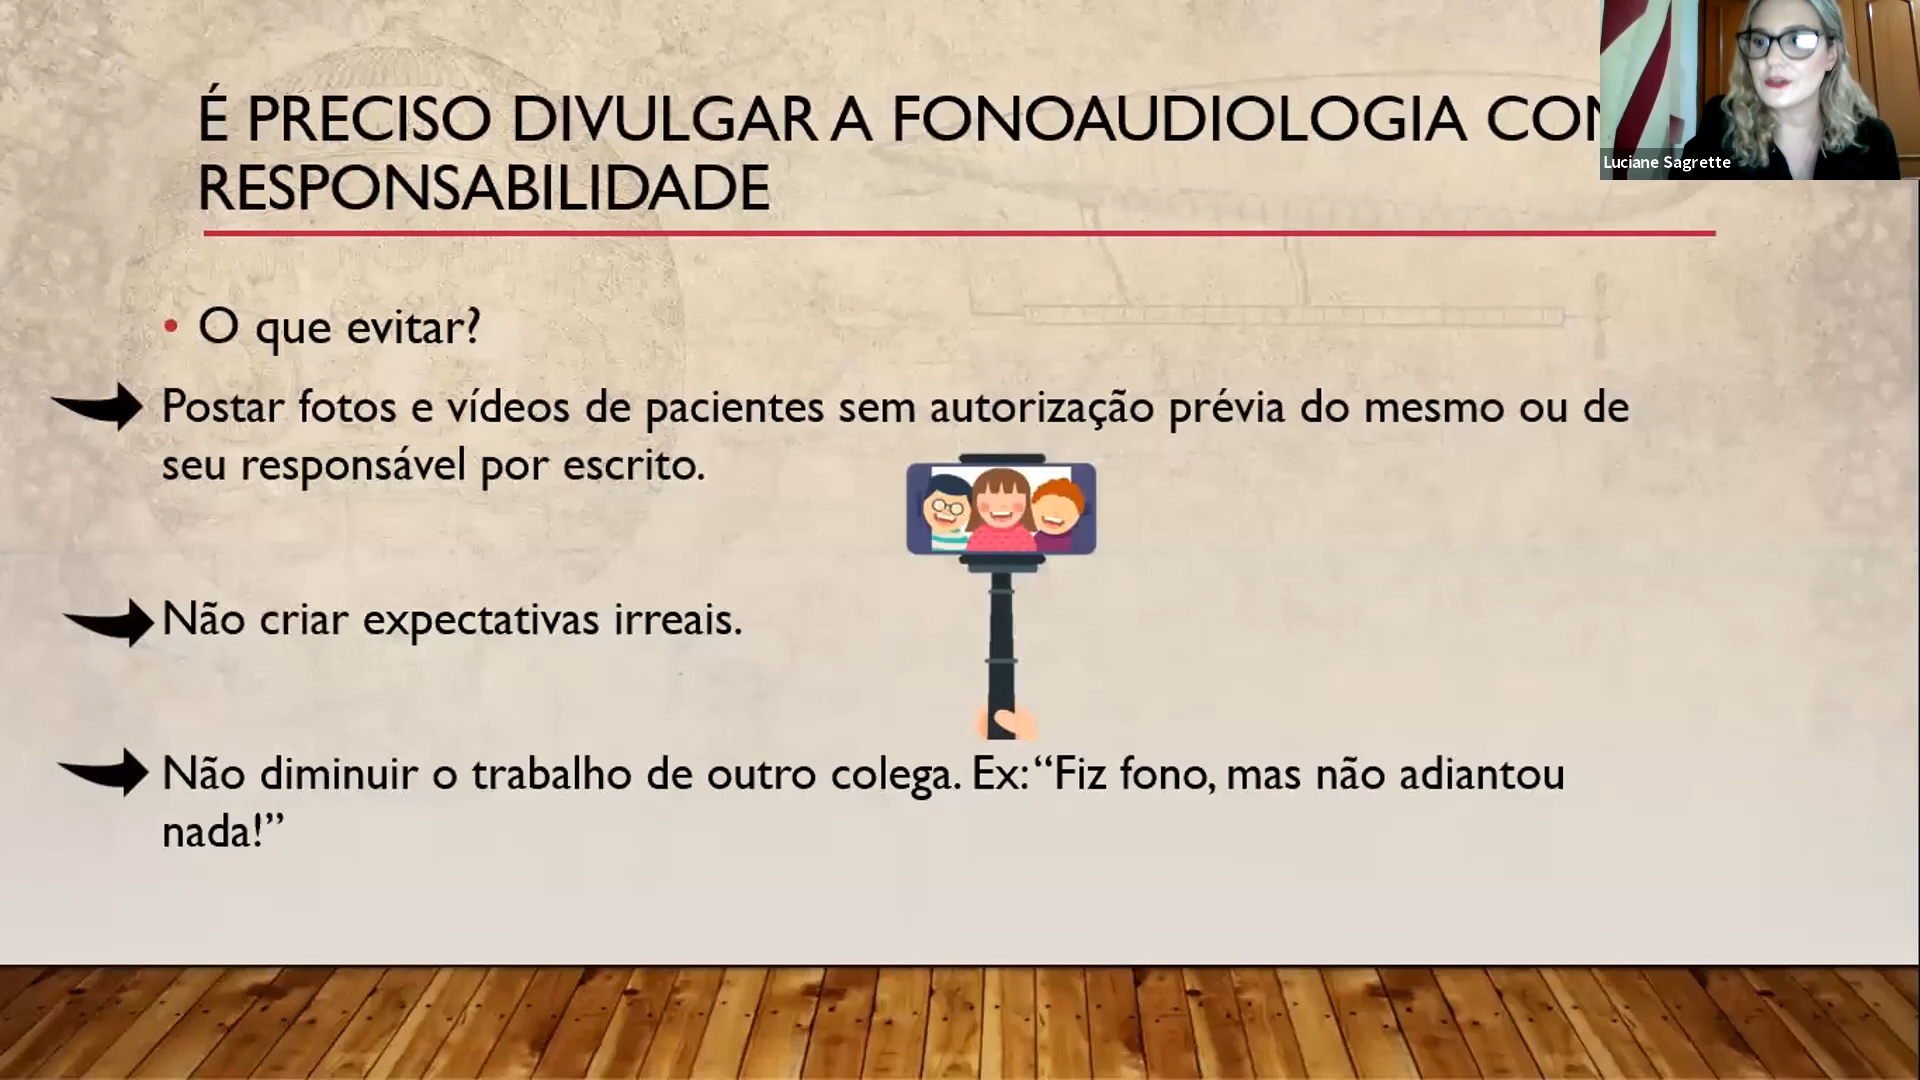 É PRECISO DIVULGAR A FONOAUDIOLOGIA
RESPONSABILIDADE
Luciane Sagrette
• O que evitar?
Postar fotos e vídeos de pacientes sem autorização prévia do mesmo ou de
seu responsável por escrito.
Não criar expectativas irreais.
Não diminuir o trabalho de outro colega. Ex: “Fiz fono, mas não adiantou
nada!”